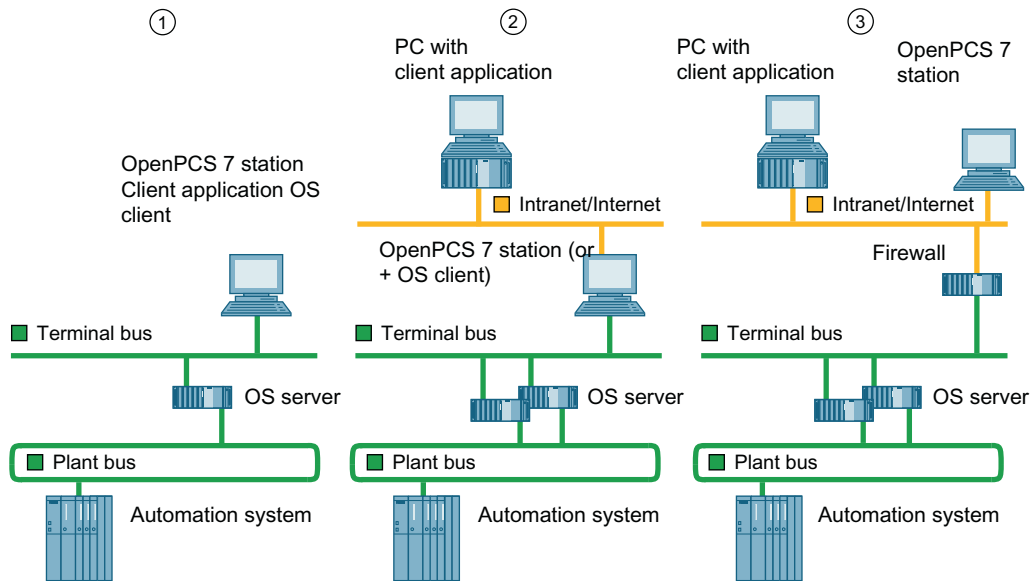 1
OpenPCS 7 station
Client application OS
client
Terminal bus
OS server
Plant bus
Automation system
2
PC with
client application
Intranet/Internet
OpenPCS 7 station (or
+ OS client)
Terminal bus
OS server
Plant bus
Automation system
3
PC with
client application
OpenPCS 7
station
Intranet/Internet
Firewall
Terminal bus
OS server
Plant bus
Automation system